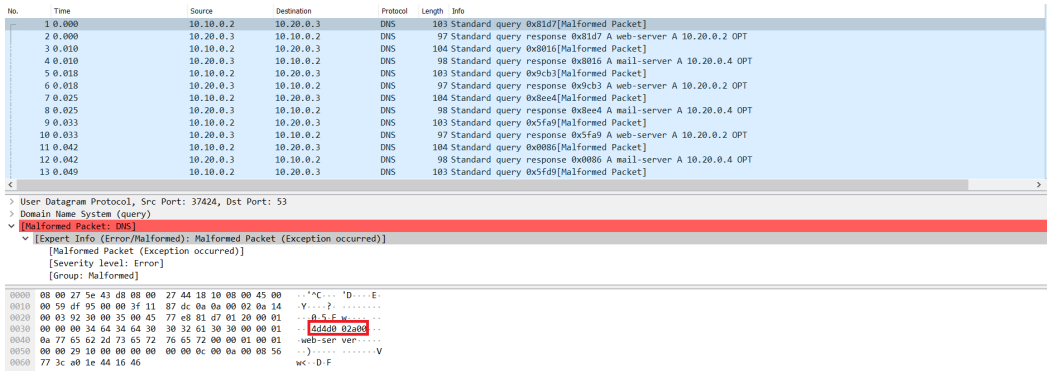 No. Time Source Destination Protocol Length Info
1 0.000 10.10.0.2 10.20.0.3 DNS 103 Standard query 0x81d7[Malformed Packet]
2 0.000 10.20.0.3 10.10.0.2 DNS 97 Standard query response 0x81d7 A web-server A 10.20.0.2 OPT
3 0.010 10.10.0.2 10.20.0.3 DNS 104 Standard query 0x8016[Malformed Packet]
4 0.010 10.20.0.3 10.10.0.2 DNS 98 Standard query response 0x8016 A mail-server A 10.20.0.4 OPT
5 0.018 10.10.0.2 10.20.0.3 DNS 103 Standard query 0x9cb3[Malformed Packet]
6 0.018 10.20.0.3 10.10.0.2 DNS 97 Standard query response 0x9cb3 A web-server A 10.20.0.2 OPT
7 0.025 10.10.0.2 10.20.0.3 DNS 104 Standard query 0x8ee4[Malformed Packet]
8 0.025 10.20.0.3 10.10.0.2 DNS 98 Standard query response 0x8ee4 A mail-server A 10.20.0.4 OPT
9 0.033 10.10.0.2 10.20.0.3 DNS 103 Standard query 0x5fa9[Malformed Packet]
10 0.033 10.20.0.3 10.10.0.2 DNS 97 Standard query response 0x5fa9 A web-server A 10.20.0.2 OPT
11 0.042 10.10.0.2 10.20.0.3 DNS 104 Standard query 0x0086[Malformed Packet]
12 0.042 10.20.0.3 10.10.0.2 DNS 98 Standard query response 0x0086 A mail-server A 10.20.0.4 OPT
13 0.049 10.10.0.2 10.20.0.3 DNS 103 Standard query 0x5fd9[Malformed Packet]
User Datagram Protocol, Src Port: 37424, Dst Port: 53
Domain Name System (query)
[Malformed Packet: DNS]
[Expert Info (Error/Malformed): Malformed Packet (Exception occurred)]
[Malformed Packet (Exception occurred)]
[Severity level: Error]
[Group: Malformed]
0000 08 00 27 5e 43 d8 08 00 27 44 18 10 08 00 45 00 ··'^C··· 'D····E·
0010 00 59 df 95 00 00 3f 11 87 dc 0a 0a 00 02 0a 14 ·Y····?· ········
0020 00 03 92 30 00 35 00 45 77 e8 81 d7 01 20 00 01 ···0·5·E w···· ··
0030 00 00 00 34 64 34 64 30 30 32 61 30 30 00 00 01 ···4d4d0 02a00···
0040 0a 77 65 62 2d 73 65 72 76 65 72 00 00 01 00 01 ·web-ser ver·····
0050 00 00 29 10 00 00 00 00 00 00 0c 00 0a 00 08 56 ··)····· ·······V
0060 77 3c a0 1e 44 16 46 w<··D·F